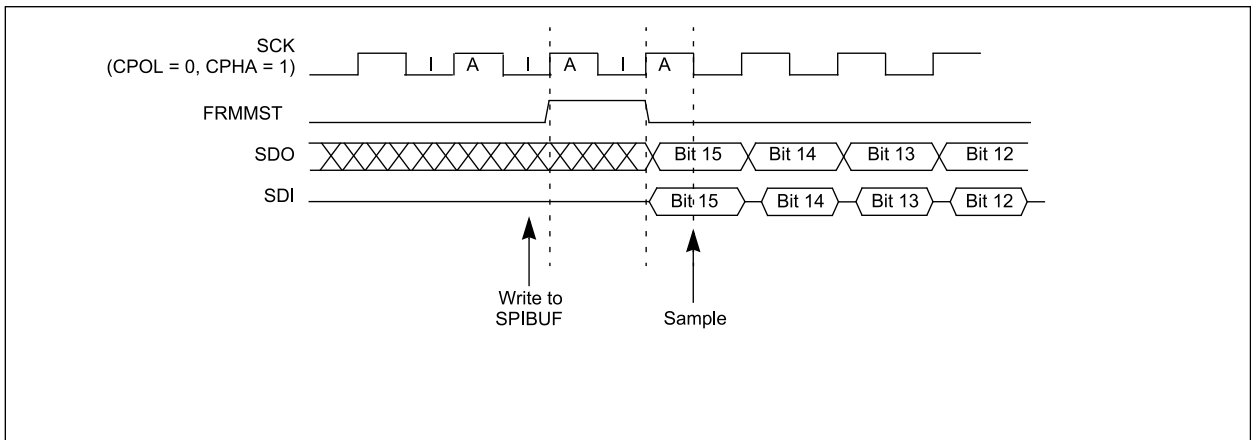 SCK
(CPOL = 0, CPHA = 1)
I A I A I A
FRMMST
SDO
Bit 15 Bit 14 Bit 13 Bit 12
SDI
Bit 15 Bit 14 Bit 13 Bit 12
Write to
SPIBUF
Sample